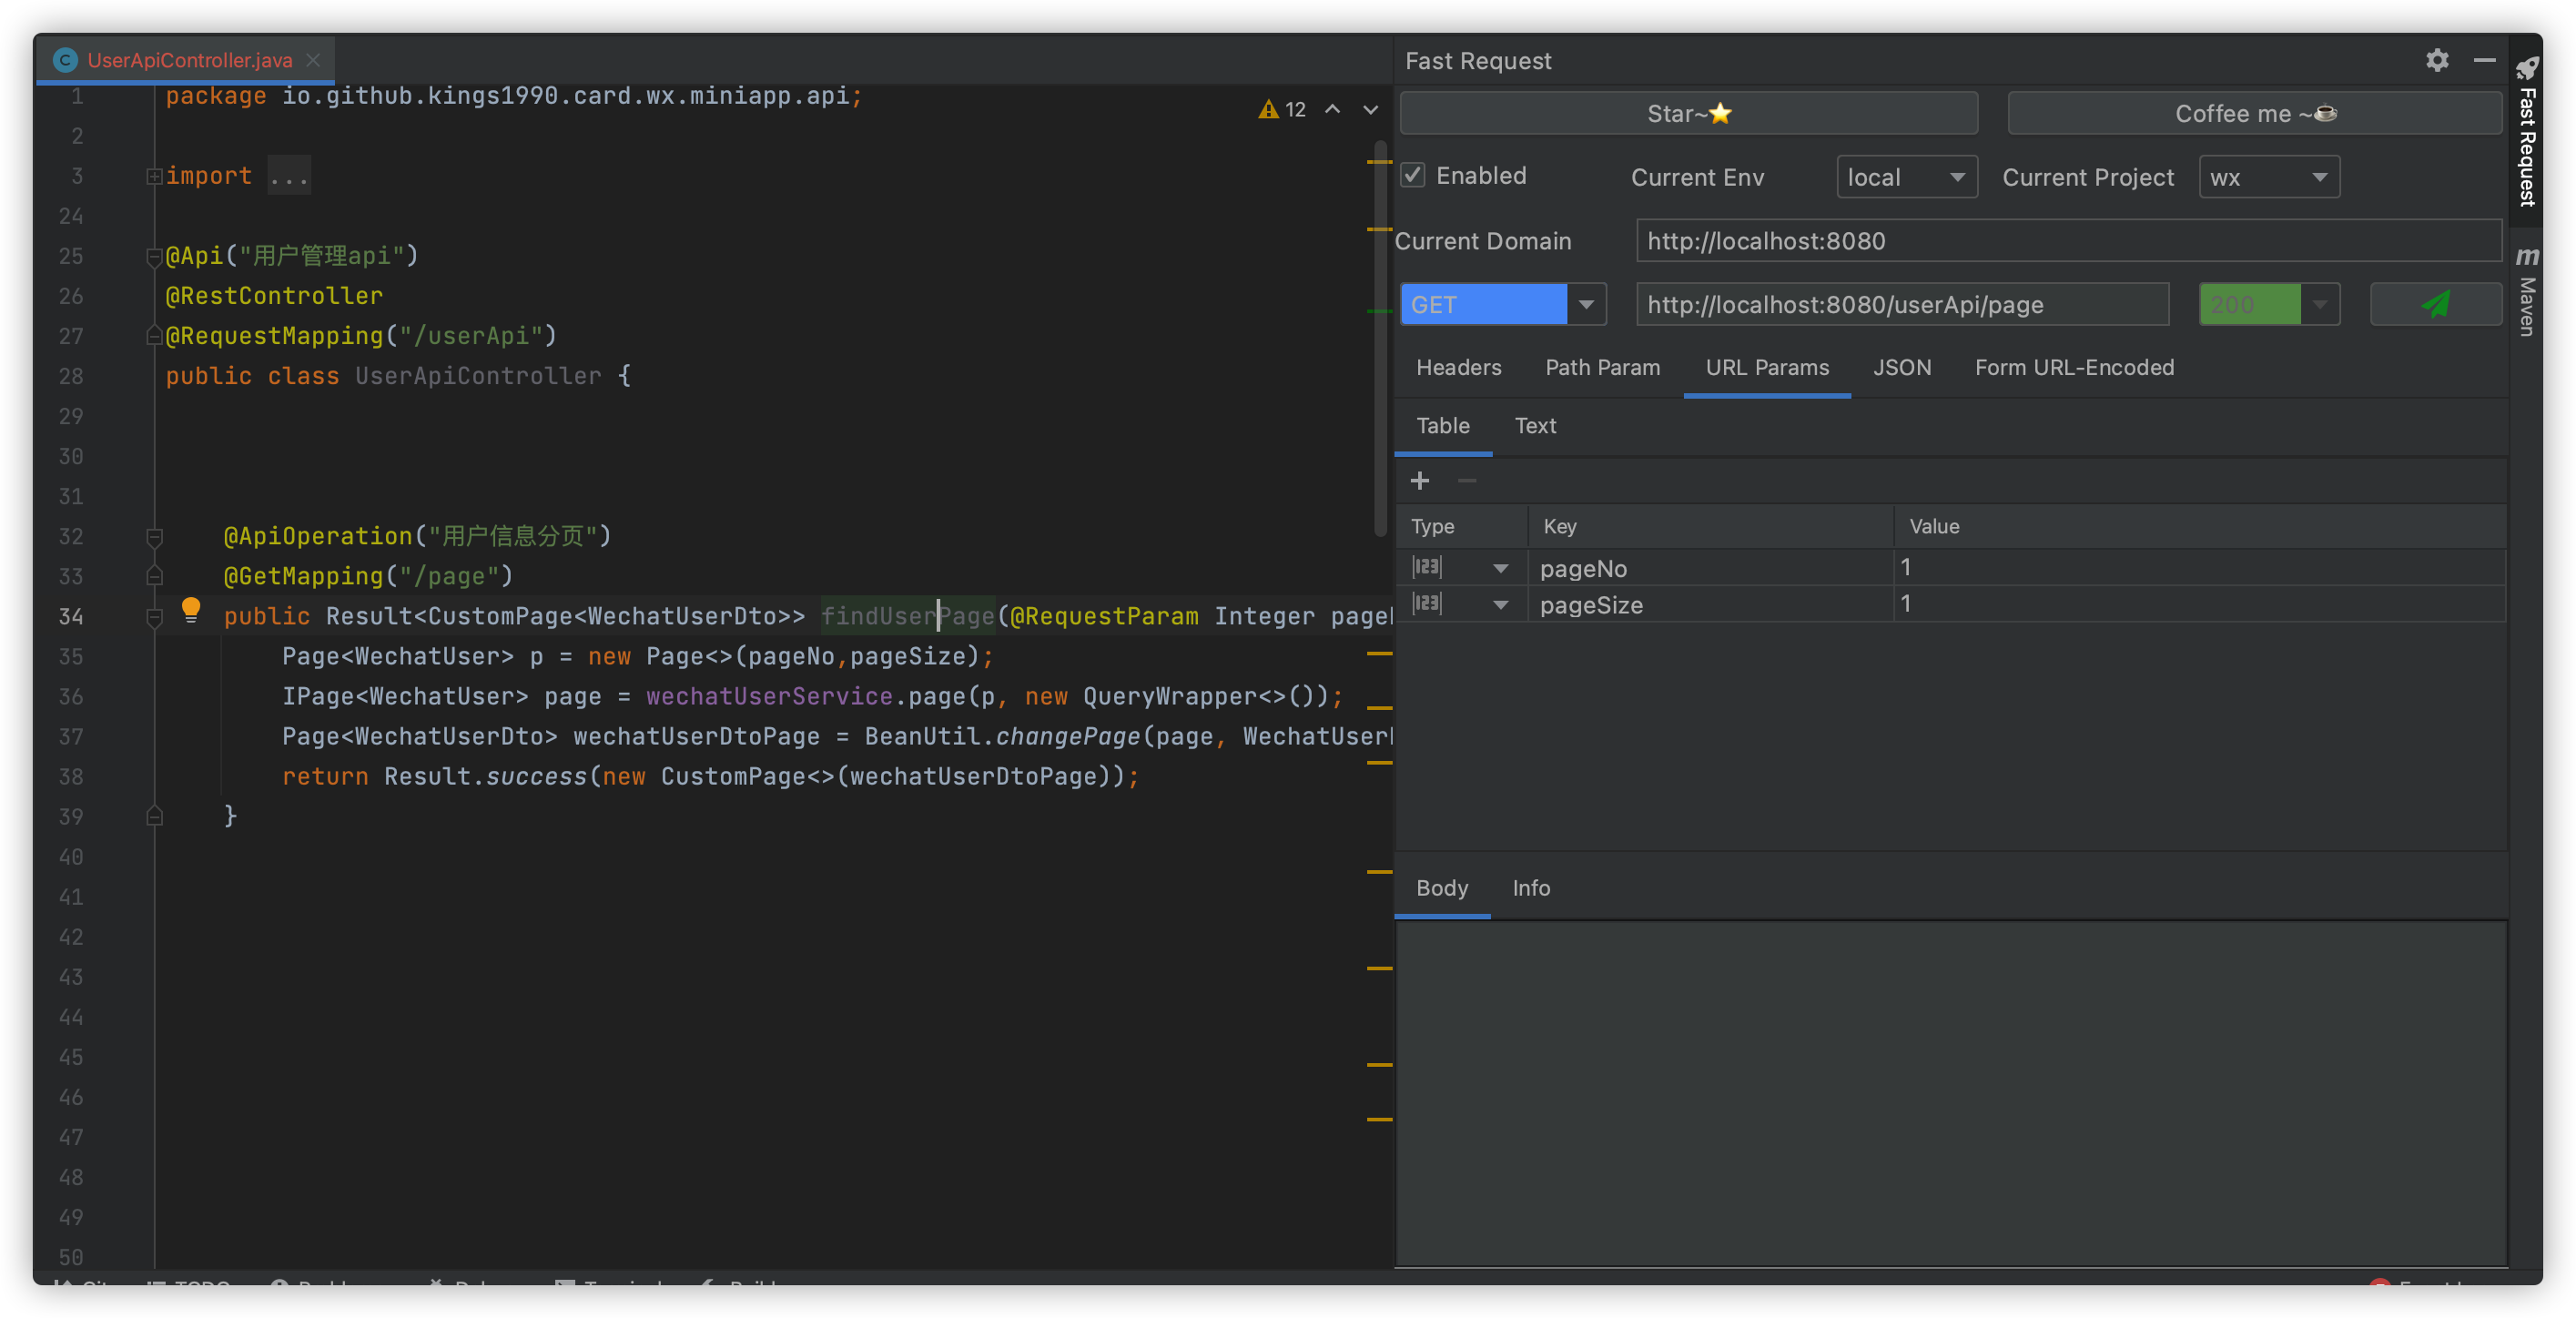 UserApiController.java
1 package io.github.kings1990.card.wx.miniapp.api;
12
2
3 import ...
24
25 @Api("用户管理api")
26 @RestController
27 @RequestMapping("/userApi")
28 public class UserApiController {
29
30
31
32 @ApiOperation("用户信息分页")
33 @GetMapping("/page")
34 public Result<CustomPage<WechatUserDto>> findUserPage(@RequestParam Integer page
35 Page<WechatUser> p = new Page<>(pageNo,pageSize);
36 IPage<WechatUser> page = wechatUserService.page(p, new QueryWrapper<>());
37 Page<WechatUserDto> wechatUserDtoPage = BeanUtil.changePage(page, WechatUser
38 return Result.success(new CustomPage<>(wechatUserDtoPage));
39 }
40
41
42
43
44
45
46
47
48
49
50
Fast Request
Star~⭐
Coffee me ~☕
Enabled Current Env local Current Project wx
Current Domain http://localhost:8080
GET http://localhost:8080/userApi/page 200
Headers Path Param URL Params JSON Form URL-Encoded
Table Text
Type Key Value
123 pageNo 1
123 pageSize 1
Body Info
Fast Request
m Maven